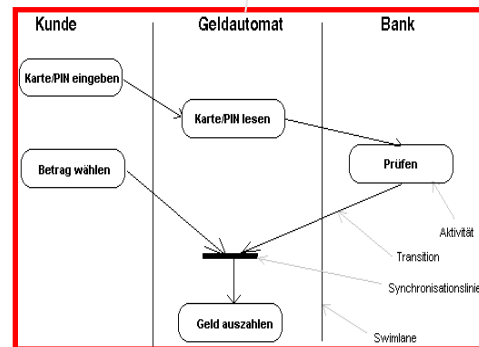 Kunde
Geldautomat
Bank
Karte/PIN eingeben
Karte/PIN lesen
Betrag wählen
Prüfen
Aktivität
Transition
Synchronisationslinie
Geld auszahlen
Swimlane